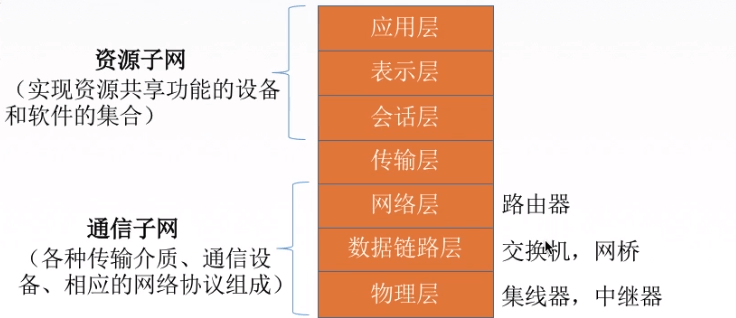 应用层
资源子网
表示层
（实现资源共享功能的设备
和软件的集合）
会话层
传输层
网络层
路由器
通信子网
数据链路层
交换机，网桥
（各种传输介质、通信设
备、相应的网络协议组成）
物理层
集线器，中继器